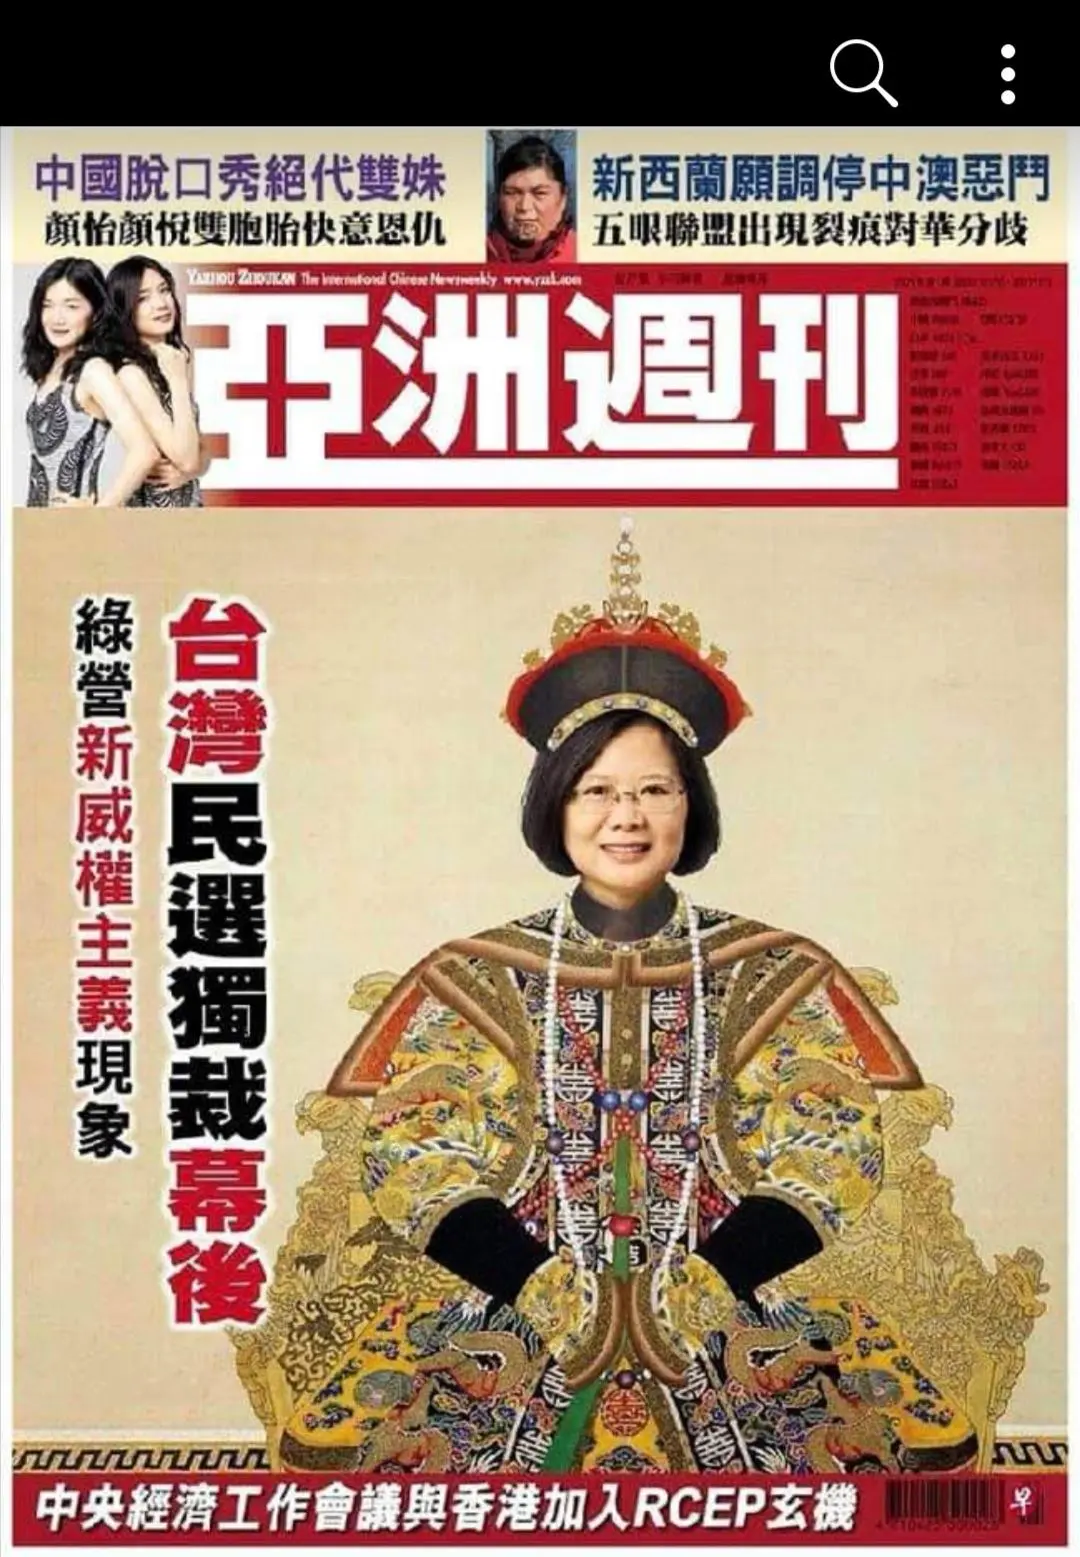 中國脫口秀絕代雙姝
顏怡顏悅雙胞胎快意恩仇
新西蘭願調停中澳惡鬥
五眼聯盟出現裂痕對華分歧
YAZHOU ZHOUKAN The International Chinese Newsweekly www.yzzk.com
亞洲週刊
台灣民選獨裁幕後
綠營新威權主義現象
中央經濟工作會議與香港加入RCEP玄機
早